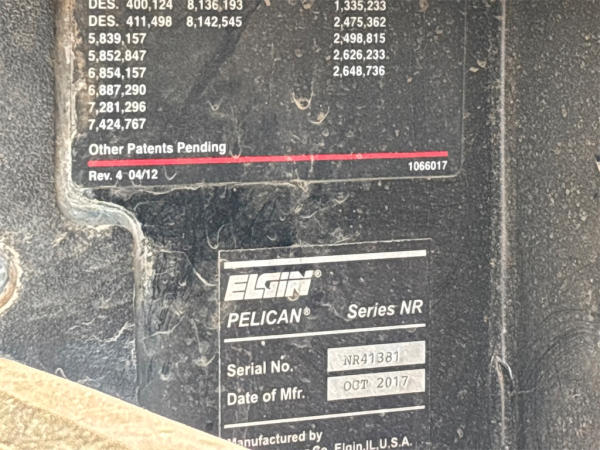 DES. 400,124 8,136,193 1,335,233
DES. 411,498 8,142,545 2,475,362
5,839,157 2,498,815
5,852,847 2,626,233
6,854,157 2,648,736
6,887,290
7,281,296
7,424,767
Other Patents Pending
Rev. 4 04/12 1066017
ELGIN®
PELICAN® Series NR
Serial No. NR41381
Date of Mfr. OCT 2017
Manufactured by
Co. Elgin,IL,U.S.A.